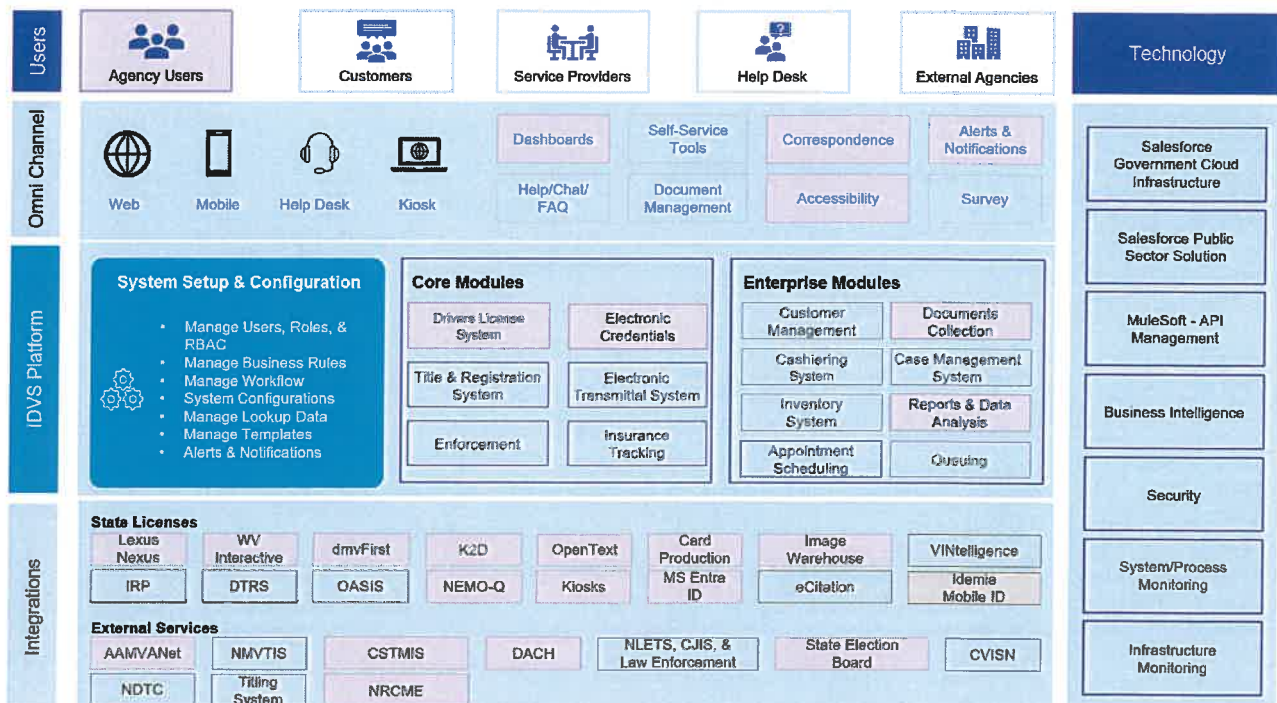 Users
Agency Users
Customers
Service Providers
Help Desk
External Agencies
Technology
Omni Channel
Web
Mobile
Help Desk
Kiosk
Dashboards
Self-Service
Tools
Correspondence
Alerts &
Notifications
Help/Chat/
FAQ
Document
Management
Accessibility
Survey
IDVS Platform
System Setup & Configuration
• Manage Users, Roles, &
RBAC
• Manage Business Rules
• Manage Workflow
• System Configurations
• Manage Lookup Data
• Manage Templates
• Alerts & Notifications
Core Modules
Drivers License
System
Electronic
Credentials
Title & Registration
System
Electronic
Transmittal System
Enforcement
Insurance
Tracking
Enterprise Modules
Customer
Management
Documents
Collection
Cashiering
System
Case Management
System
Inventory
System
Reports & Data
Analysis
Appointment
Scheduling
Queuing
Integrations
State Licenses
Lexus
Nexus
WV
Interactive
dmvFirst
K2D
OpenText
Card
Production
Image
Warehouse
VINtelligence
IRP
DTRS
OASIS
NEMO-Q
Kiosks
MS Entra
ID
eCitation
Idemia
Mobile ID
External Services
AAMVANet
NMVTIS
CSTMIS
DACH
NLETS, CJIS, &
Law Enforcement
State Election
Board
CVISN
NDTC
Titling
System
NRCME
Salesforce
Government Cloud
Infrastructure
Salesforce Public
Sector Solution
MuleSoft - API
Management
Business Intelligence
Security
System/Process
Monitoring
Infrastructure
Monitoring